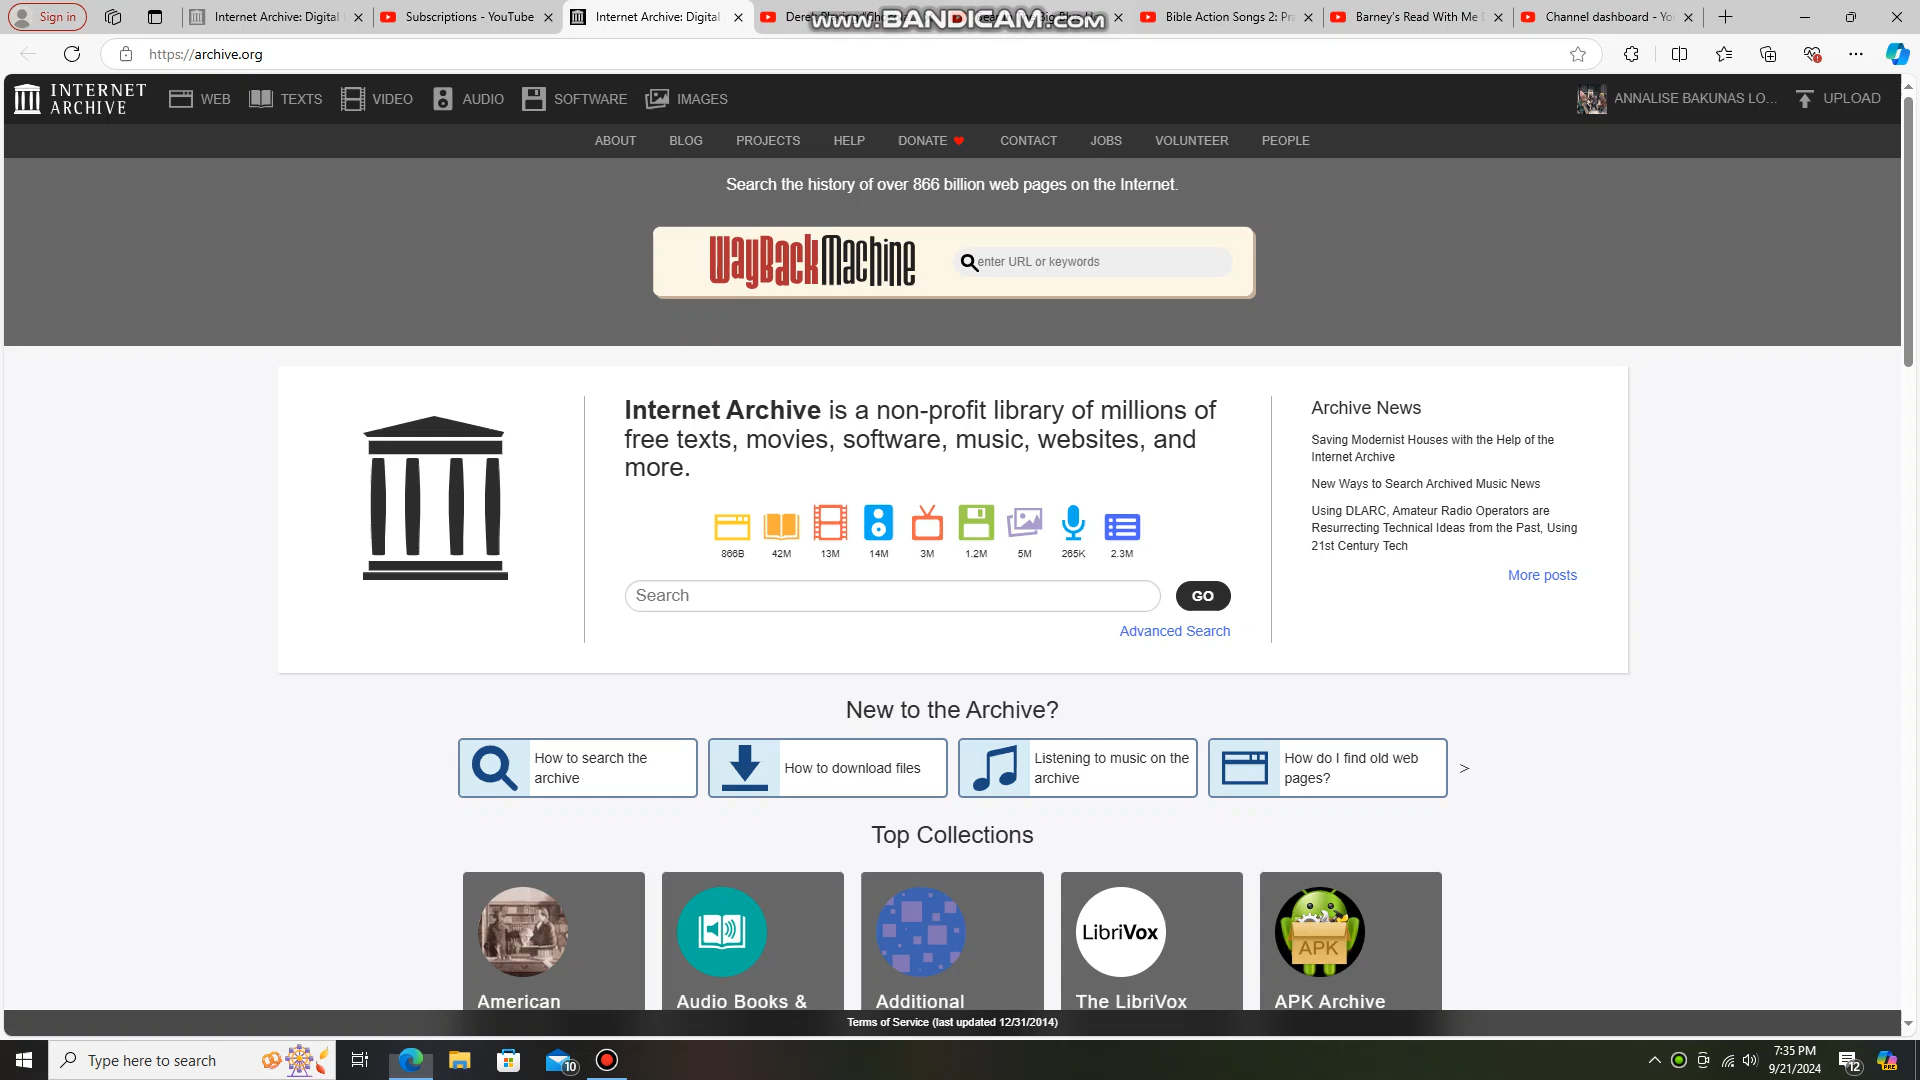 Sign in
Internet Archive: Digital
Subscriptions - YouTube
Internet Archive: Digital
Bible Action Songs 2: Pra
Barney's Read With Me
Channel dashboard - Yo
www.BANDICAM.com
https://archive.org
INTERNET
ARCHIVE
WEB
TEXTS
VIDEO
AUDIO
SOFTWARE
IMAGES
ANNALISE BAKUNAS LO...
UPLOAD
ABOUT
BLOG
PROJECTS
HELP
DONATE
CONTACT
JOBS
VOLUNTEER
PEOPLE
Search the history of over 866 billion web pages on the Internet.
WayBackMachine
enter URL or keywords
Internet Archive is a non-profit library of millions of
free texts, movies, software, music, websites, and
more.
866B
42M
13M
14M
3M
1.2M
5M
265K
2.3M
Search
GO
Advanced Search
Archive News
Saving Modernist Houses with the Help of the
Internet Archive
New Ways to Search Archived Music News
Using DLARC, Amateur Radio Operators are
Resurrecting Technical Ideas from the Past, Using
21st Century Tech
More posts
New to the Archive?
How to search the
archive
How to download files
Listening to music on the
archive
How do I find old web
pages?
>
Top Collections
LibriVox
APK
American
Audio Books &
Additional
The LibriVox
APK Archive
Terms of Service (last updated 12/31/2014)
Type here to search
10
7:35 PM
9/21/2024
12
PRE